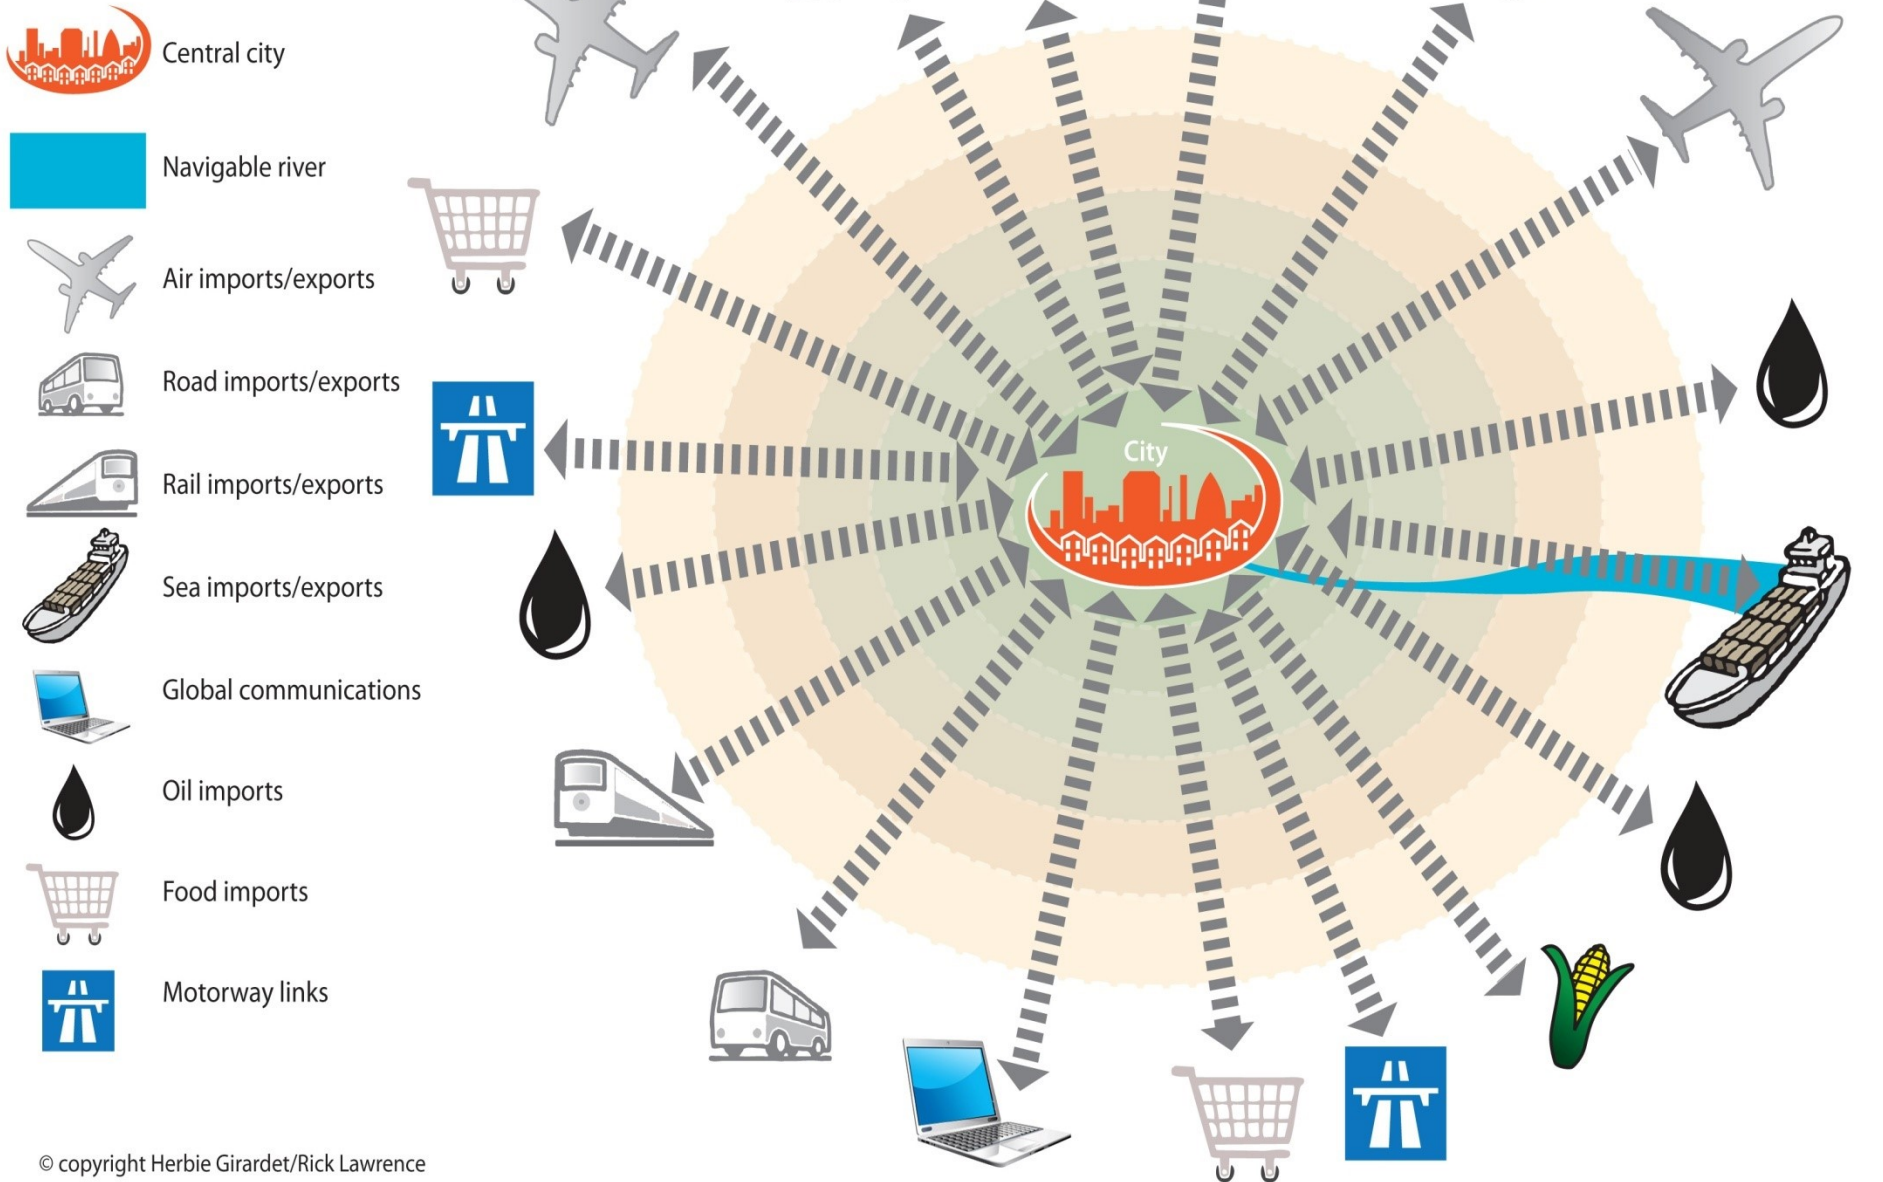 Central city
Navigable river
Air imports/exports
Road imports/exports
Rail imports/exports
Sea imports/exports
Global communications
Oil imports
Food imports
Motorway links
City
© copyright Herbie Girardet/Rick Lawrence